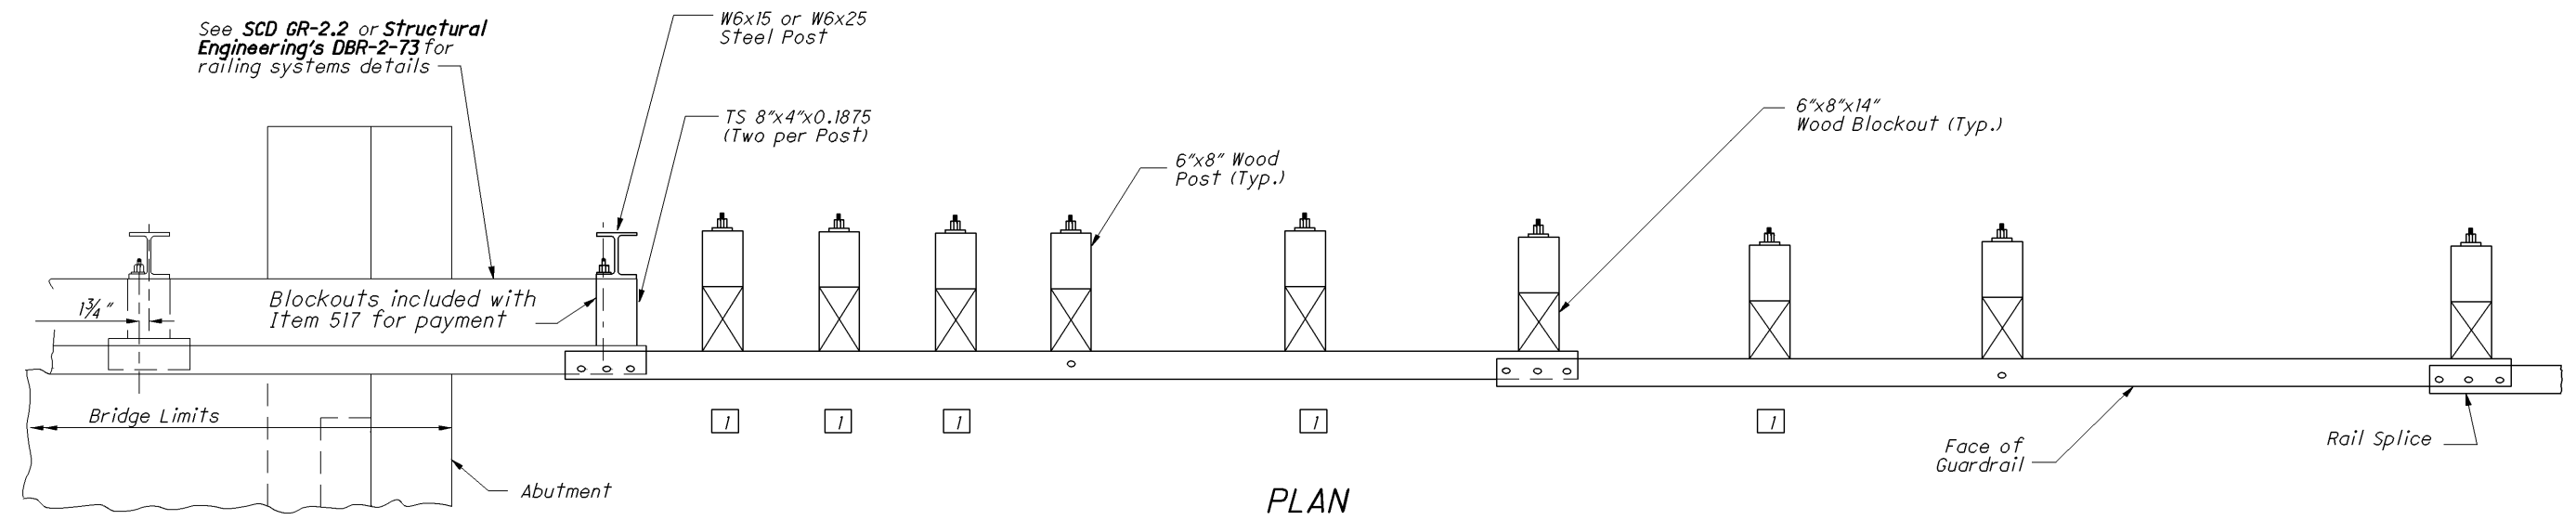 See SCD GR-2.2 or Structural
Engineering's DBR-2-73 for
railing systems details
W6x15 or W6x25
Steel Post
TS 8"x4"x0.1875
(Two per Post)
6"x8" Wood
Post (Typ.)
6"x8"x14"
Wood Blockout (Typ.)
1¾"
Blockouts included with
Item 517 for payment
Bridge Limits
1
1
1
1
1
Face of
Guardrail
Rail Splice
Abutment
PLAN